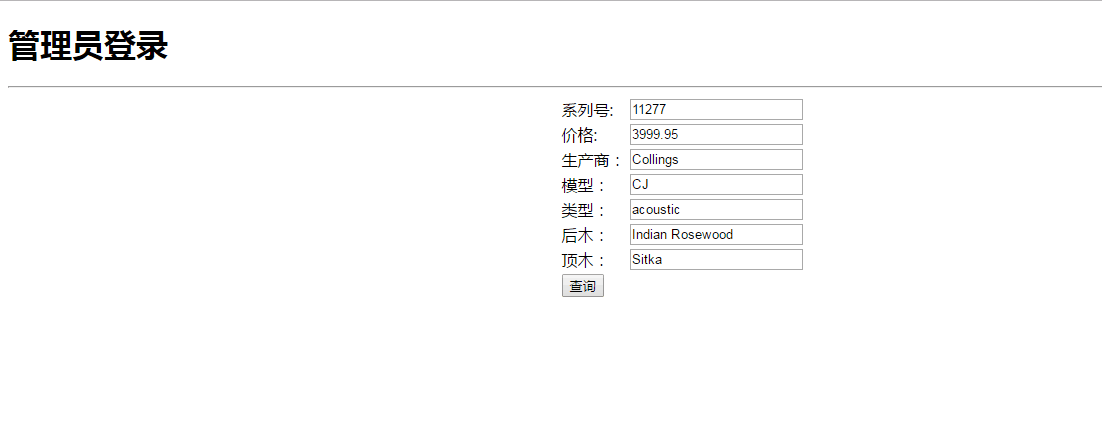 管理员登录
系列号: 11277
价格: 3999.95
生产商： Collings
模型： CJ
类型： acoustic
后木： Indian Rosewood
顶木： Sitka
查询